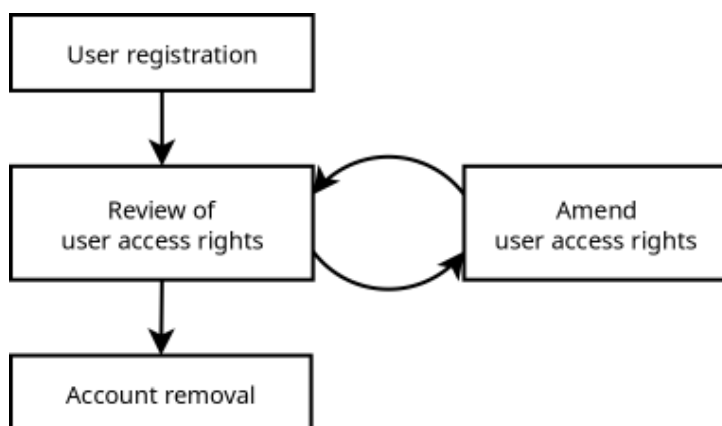 User registration
Review of
user access rights
Amend
user access rights
Account removal